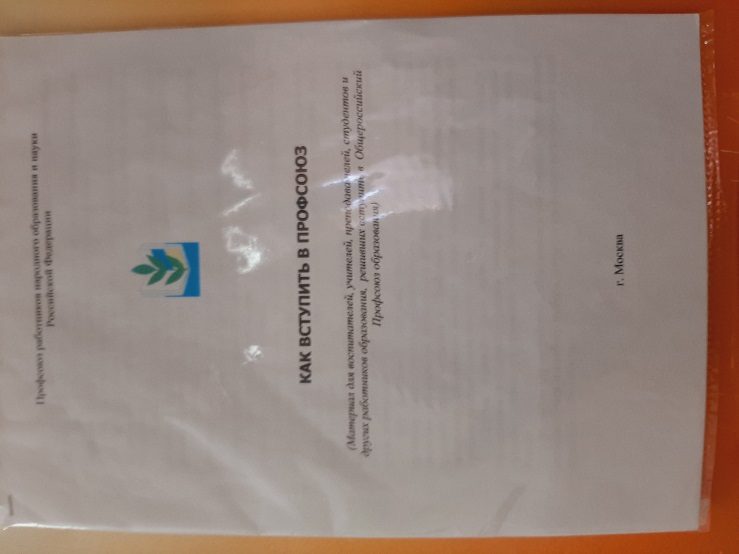 Профсоюз работников народного образования и науки
Российской Федерации
КАК ВСТУПИТЬ В ПРОФСОЮЗ
(Материал для воспитателей, учителей, преподавателей, студентов и
других работников образования, решивших вступить в Общероссийский
Профсоюз образования)
г. Москва